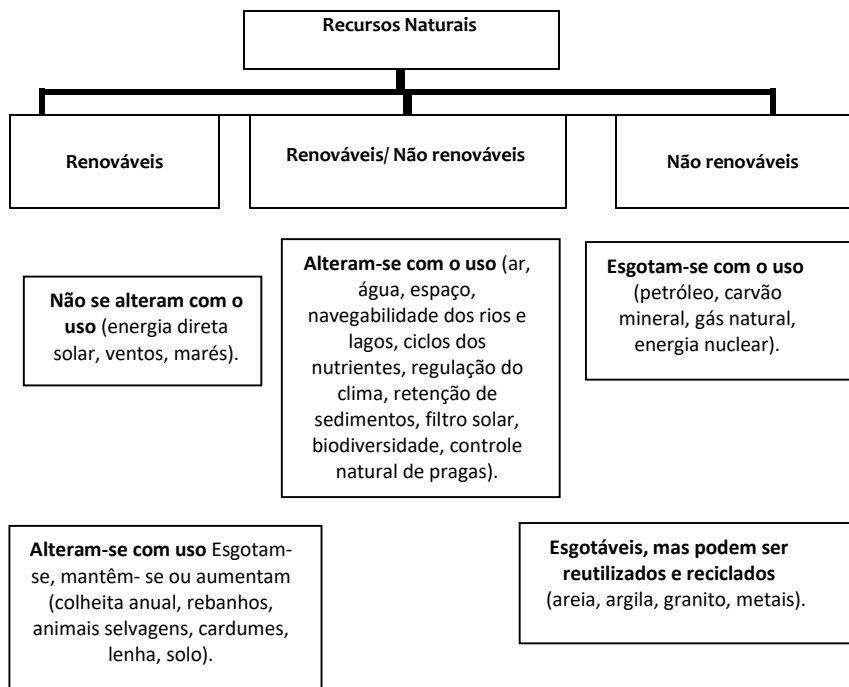 Recursos Naturais
Renováveis
Renováveis/ Não renováveis
Não renováveis
Não se alteram com o
uso (energia direta
solar, ventos, marés).
Alteram-se com o uso (ar,
água, espaço,
navegabilidade dos rios e
lagos, ciclos dos
nutrientes, regulação do
clima, retenção de
sedimentos, filtro solar,
biodiversidade, controle
natural de pragas).
Esgotam-se com o uso
(petróleo, carvão
mineral, gás natural,
energia nuclear).
Alteram-se com uso Esgotam-
se, mantêm- se ou aumentam
(colheita anual, rebanhos,
animais selvagens, cardumes,
lenha, solo).
Esgotáveis, mas podem ser
reutilizados e reciclados
(areia, argila, granito, metais).